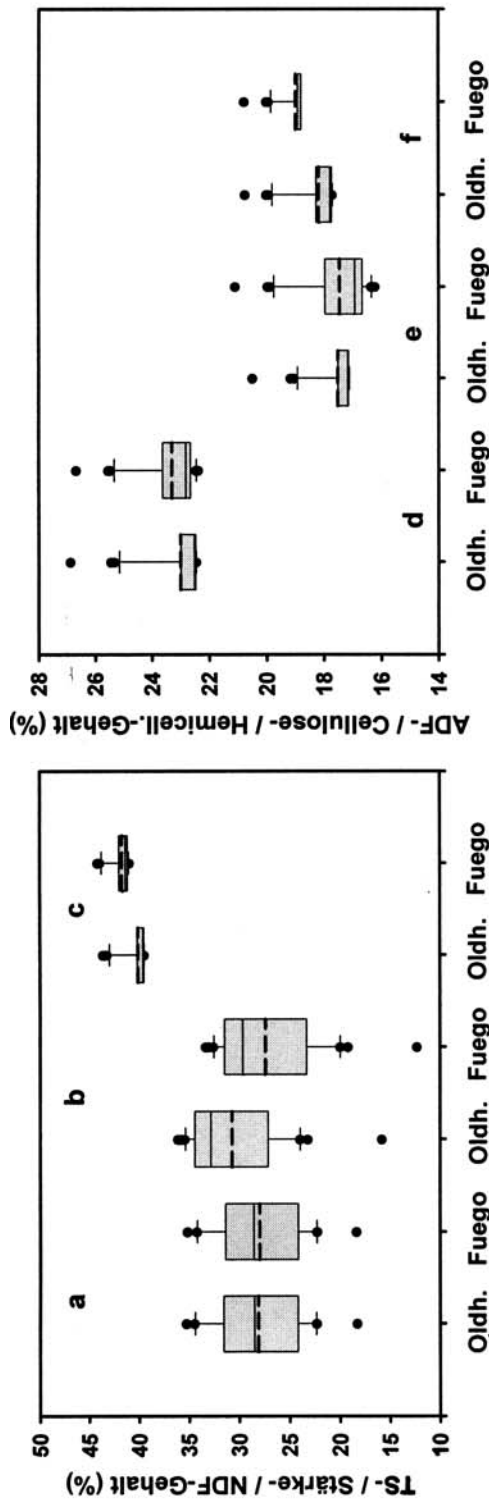 TS- / Stärke- / NDF-Gehalt (%)
50
45
40
35
30
25
20
15
10
a b c
Oldh. Fuego Oldh. Fuego Oldh. Fuego
ADF- / Cellulose- / Hemicell.-Gehalt (%)
28
26
24
22
20
18
16
14
d e f
Oldh. Fuego Oldh. Fuego Oldh. Fuego